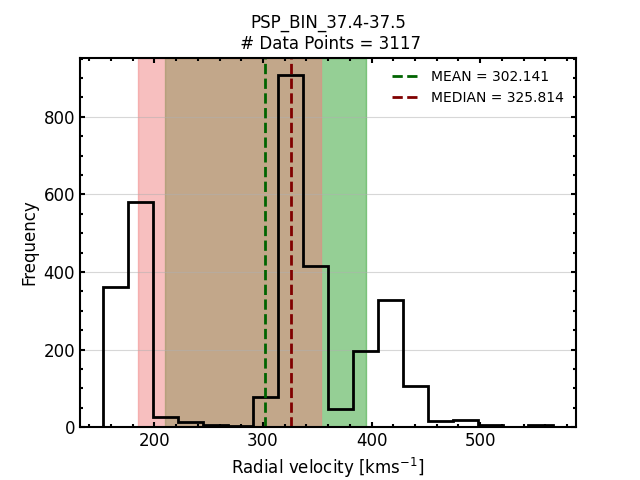 PSP_BIN_37.4-37.5
# Data Points = 3117
MEAN = 302.141
MEDIAN = 325.814
Frequency
800
600
400
200
0
200 300 400 500
Radial velocity [kms⁻¹]